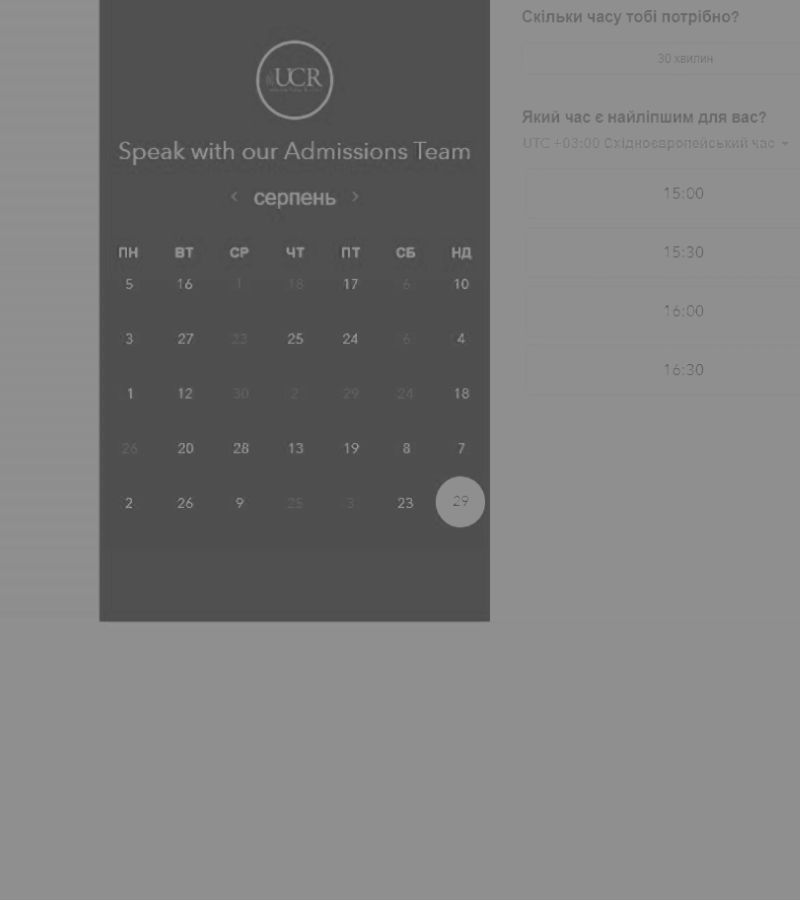 UCR
Speak with our Admissions Team
серпень
ПН ВТ СР ЧТ ПТ СБ НД
5 16 1 18 17 6 10
3 27 23 25 24 6 4
1 12 30 2 29 24 18
26 20 28 13 19 8 7
2 26 9 25 3 23 29
Скільки часу тобі потрібно?
30 хвилин
Який час є найліпшим для вас?
UTC +03:00 Східноєвропейський час
15:00
15:30
16:00
16:30